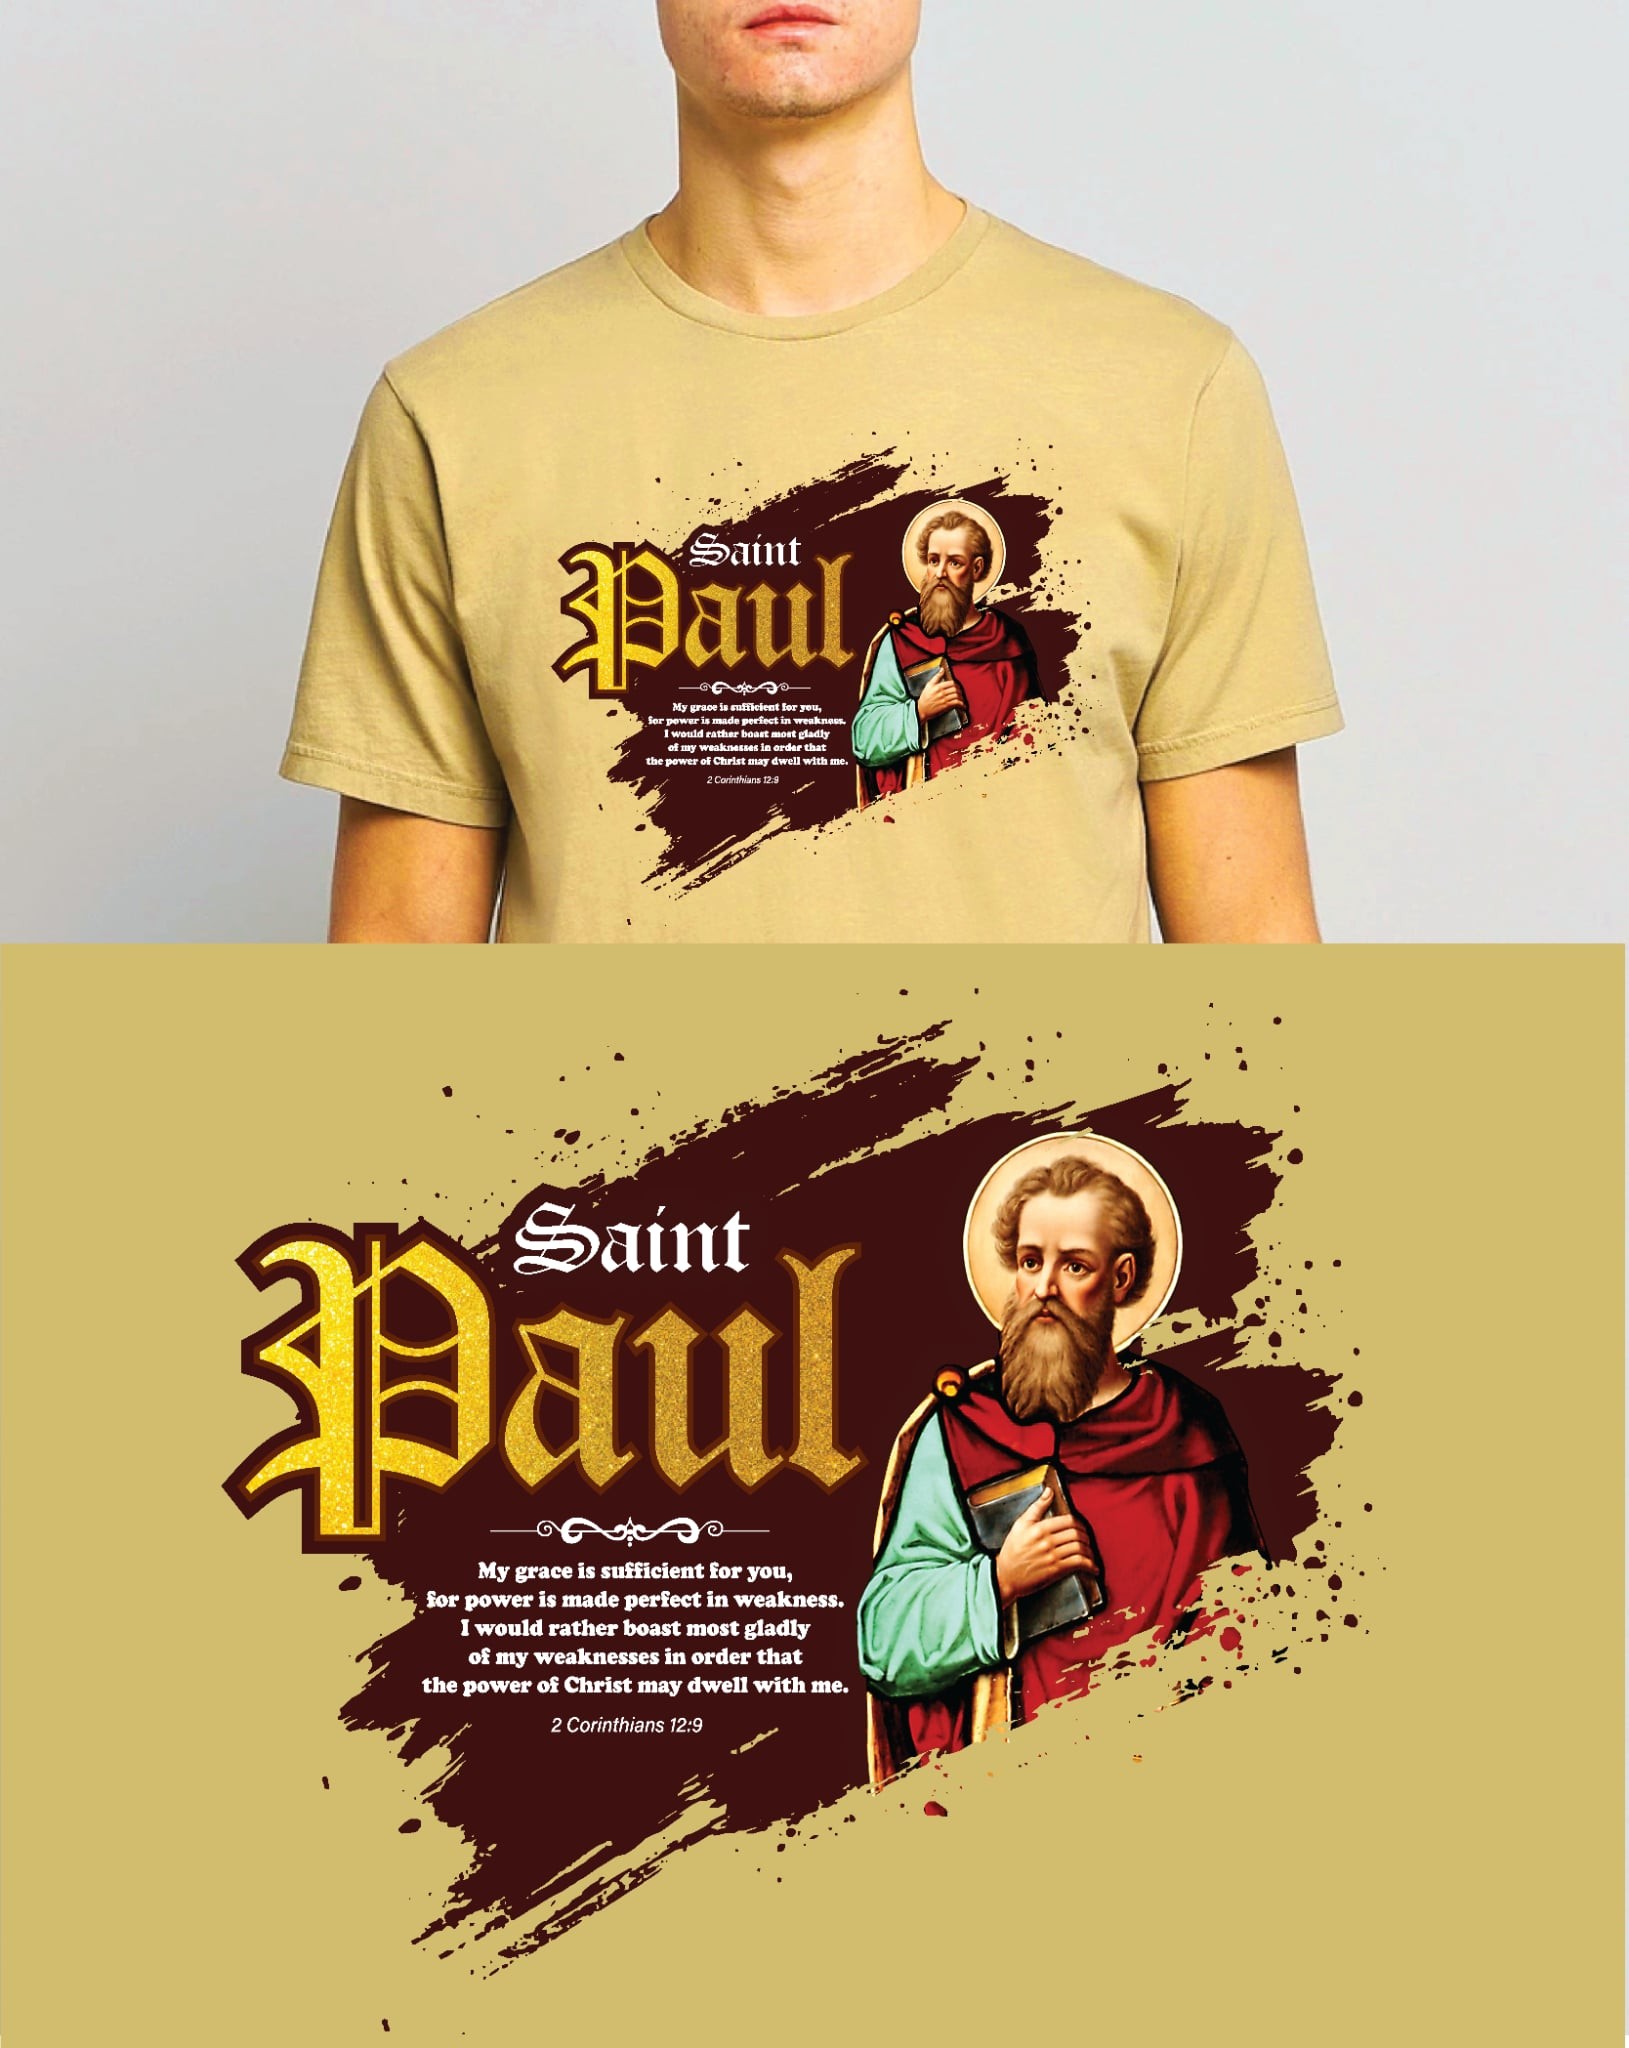 Saint
Paul
My grace is sufficient for you,
for power is made perfect in weakness.
I would rather boast most gladly
of my weaknesses in order that
the power of Christ may dwell with me.
2 Corinthians 12:9
Saint
Paul
My grace is sufficient for you,
for power is made perfect in weakness.
I would rather boast most gladly
of my weaknesses in order that
the power of Christ may dwell with me.
2 Corinthians 12:9